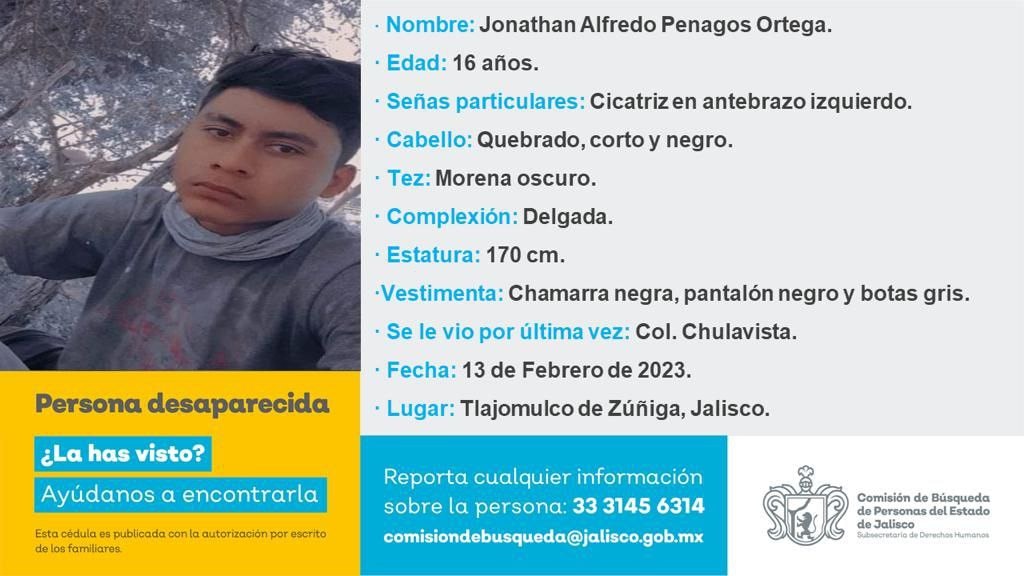 · Nombre: Jonathan Alfredo Penagos Ortega.
· Edad: 16 años.
· Señas particulares: Cicatriz en antebrazo izquierdo.
· Cabello: Quebrado, corto y negro.
· Tez: Morena oscuro.
· Complexión: Delgada.
· Estatura: 170 cm.
·Vestimenta: Chamarra negra, pantalón negro y botas gris.
· Se le vio por última vez: Col. Chulavista.
· Fecha: 13 de Febrero de 2023.
· Lugar: Tlajomulco de Zúñiga, Jalisco.
Persona desaparecida
¿La has visto?
Ayúdanos a encontrarla
Esta cédula es publicada con la autorización por escrito
de los familiares.
Reporta cualquier información
sobre la persona: 33 3145 6314
comisiondebusqueda@jalisco.gob.mx
Comisión de Búsqueda
de Personas del Estado
de Jalisco
Subsecretaría de Derechos Humanos